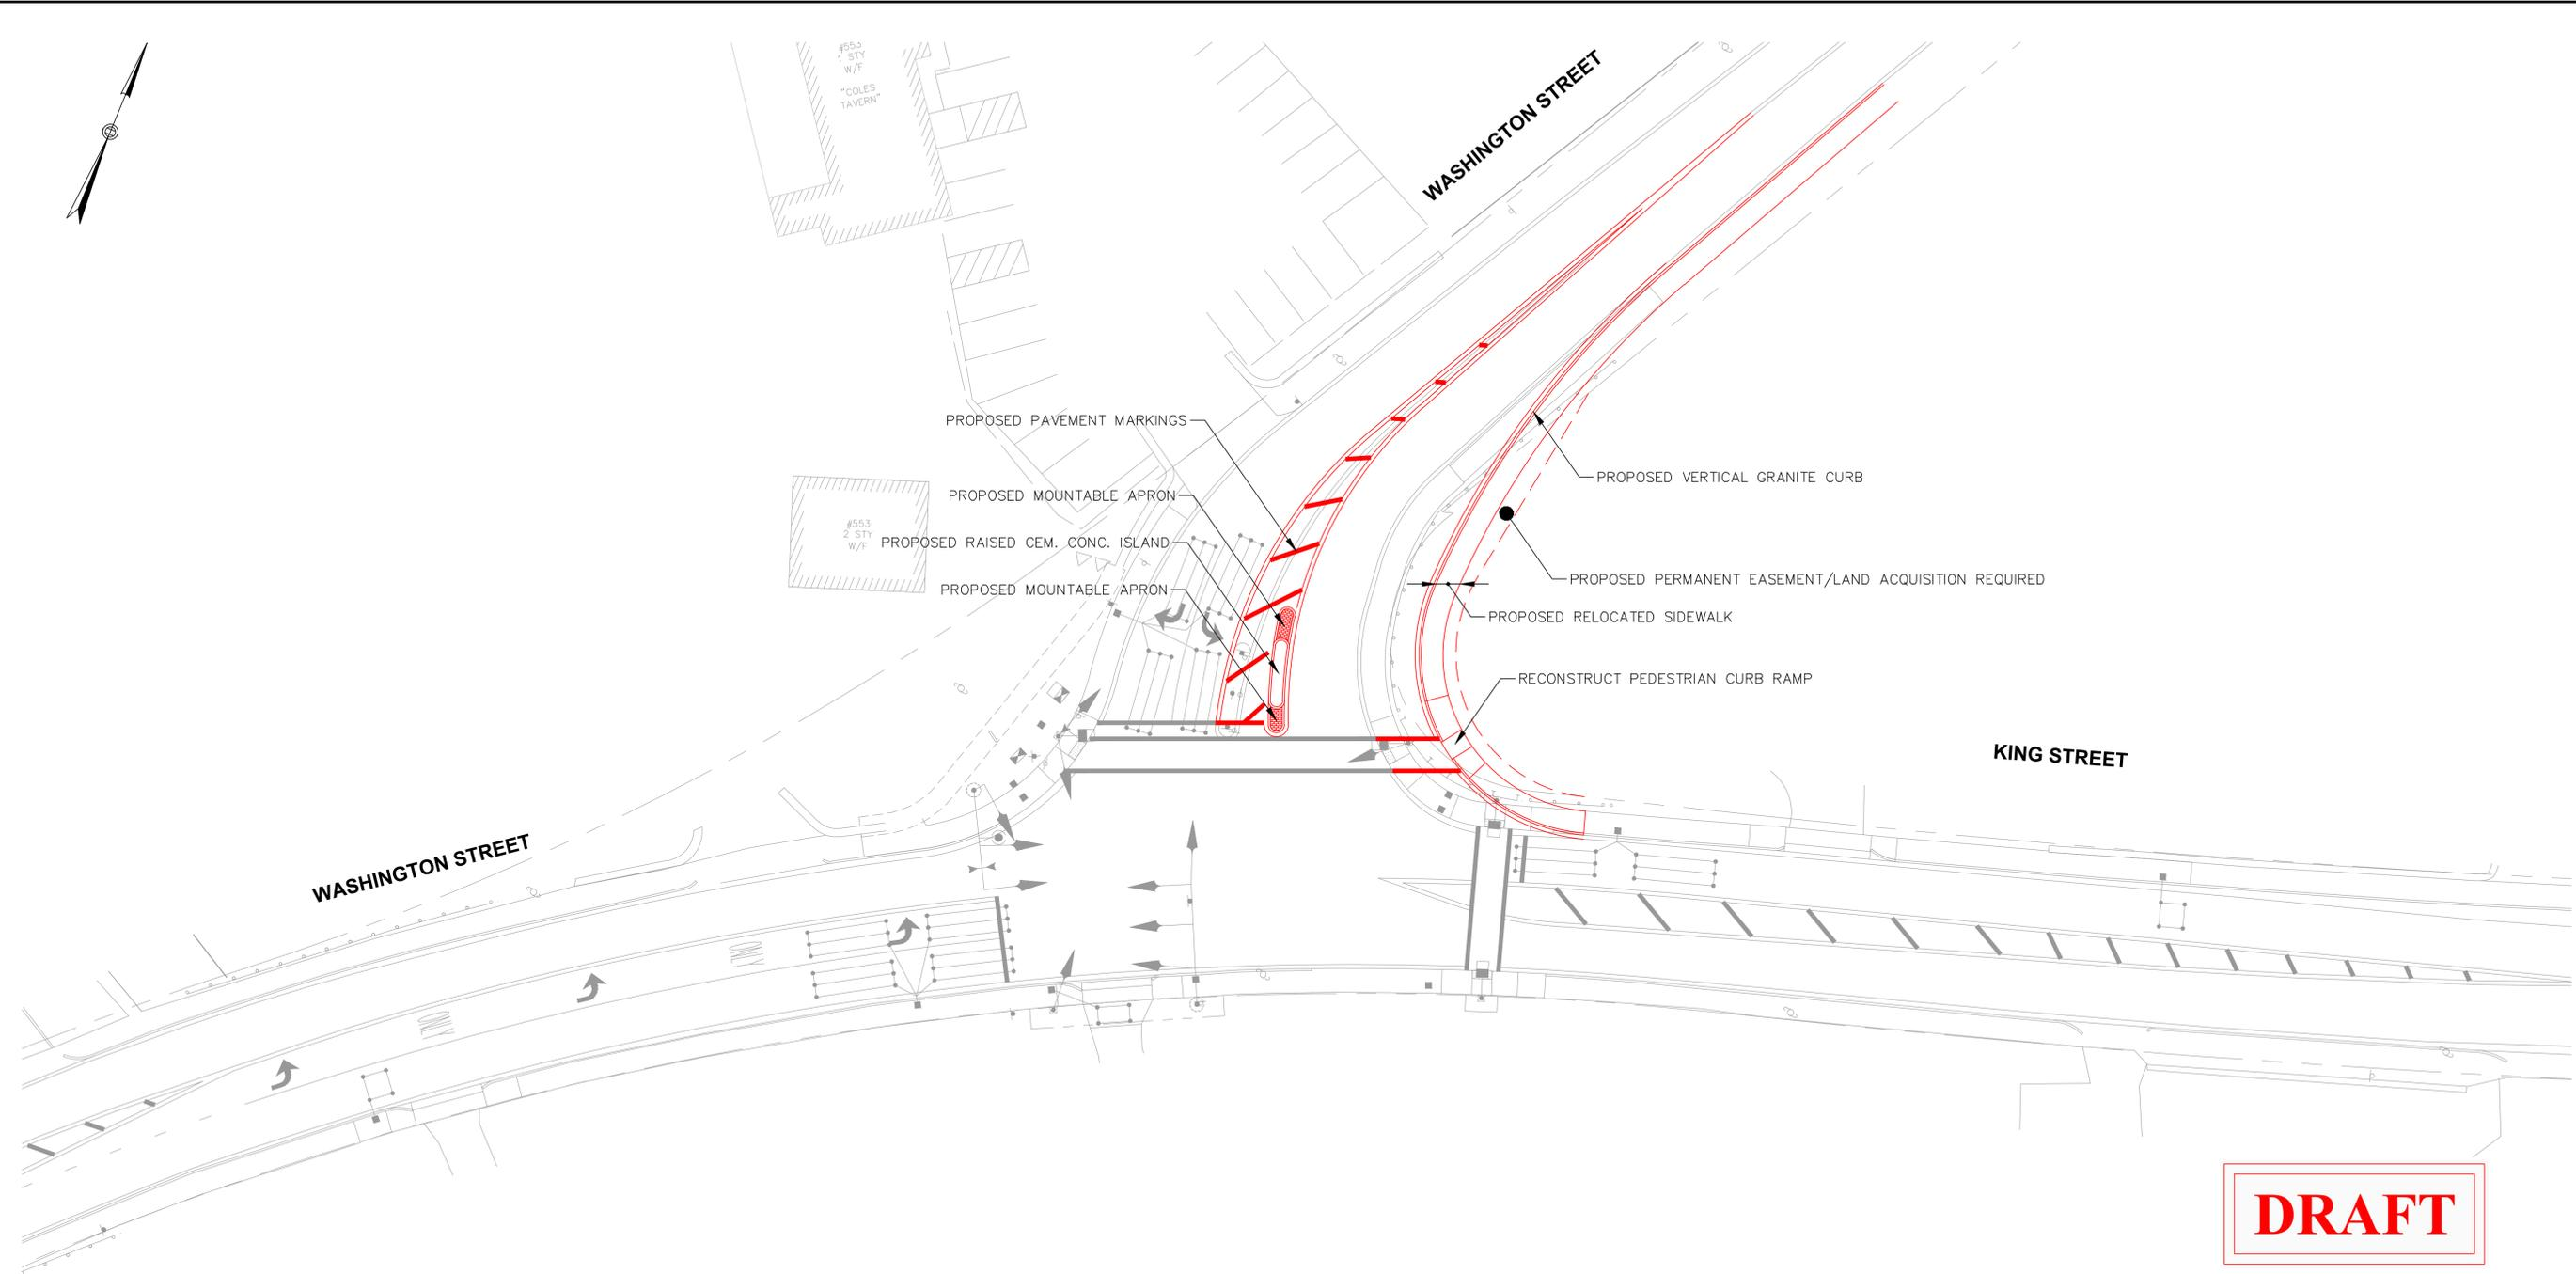 #553
1 STY
W/F
"COLES
TAVERN"
WASHINGTON STREET
PROPOSED PAVEMENT MARKINGS
PROPOSED VERTICAL GRANITE CURB
PROPOSED MOUNTABLE APRON
#553
2 STY
W/F
PROPOSED RAISED CEM. CONC. ISLAND
PROPOSED PERMANENT EASEMENT/LAND ACQUISITION REQUIRED
PROPOSED MOUNTABLE APRON
PROPOSED RELOCATED SIDEWALK
RECONSTRUCT PEDESTRIAN CURB RAMP
KING STREET
WASHINGTON STREET
DRAFT